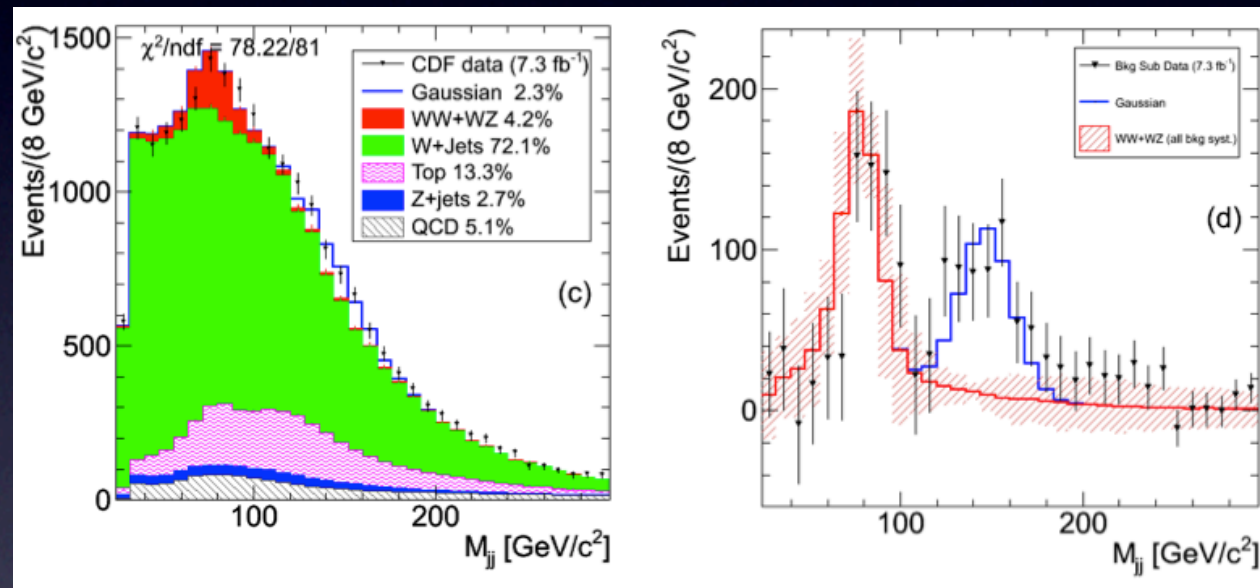 χ²/ndf = 78.22/81
CDF data (7.3 fb⁻¹)
Gaussian 2.3%
WW+WZ 4.2%
W+Jets 72.1%
Top 13.3%
Z+jets 2.7%
QCD 5.1%
(c)
Events/(8 GeV/c²)
1500
1000
500
0
100
200
M_jj [GeV/c²]
Bkg Sub Data (7.3 fb⁻¹)
Gaussian
WW+WZ (all bkg syst.)
(d)
Events/(8 GeV/c²)
200
100
0
100
200
M_jj [GeV/c²]